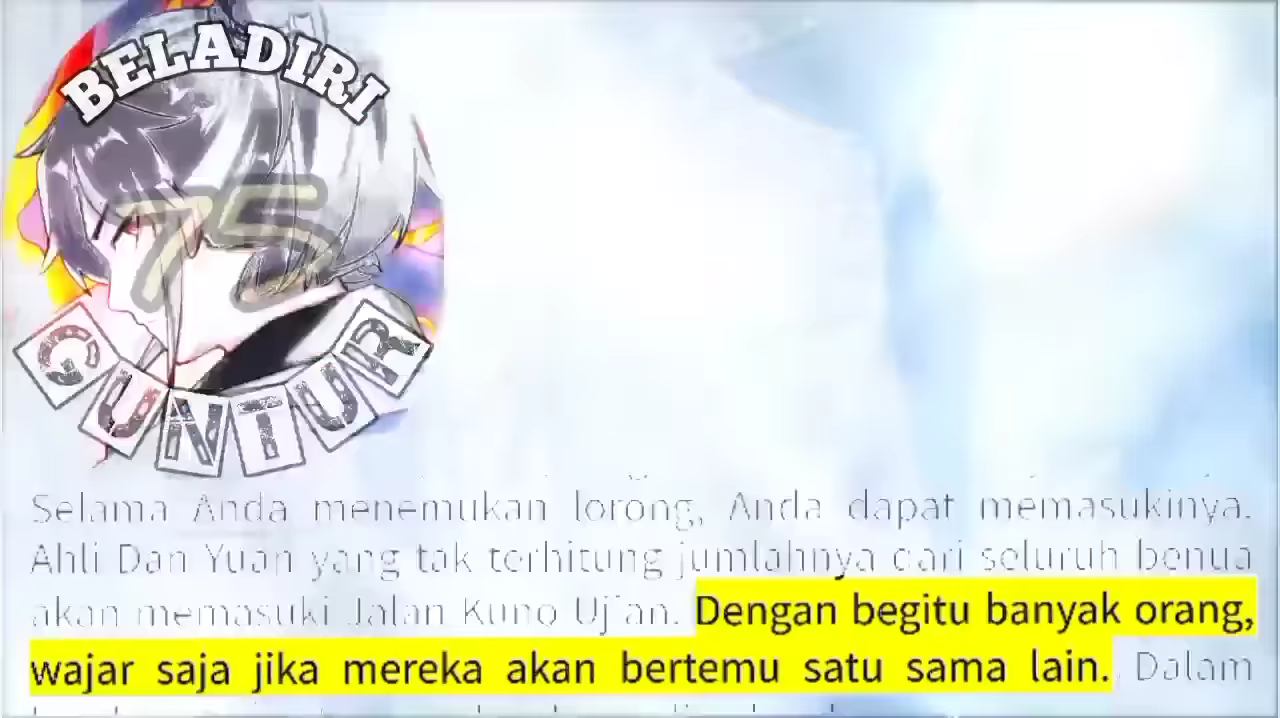 BELADIRI
75
GUNTUR
Selama Anda menemukan lorong, Anda dapat memasukinya.
Ahli Dan Yuan yang tak terhitung jumlahnya dari seluruh benua
akan memasuki Jalan Kuno Ujian. Dengan begitu banyak orang,
wajar saja jika mereka akan bertemu satu sama lain. Dalam